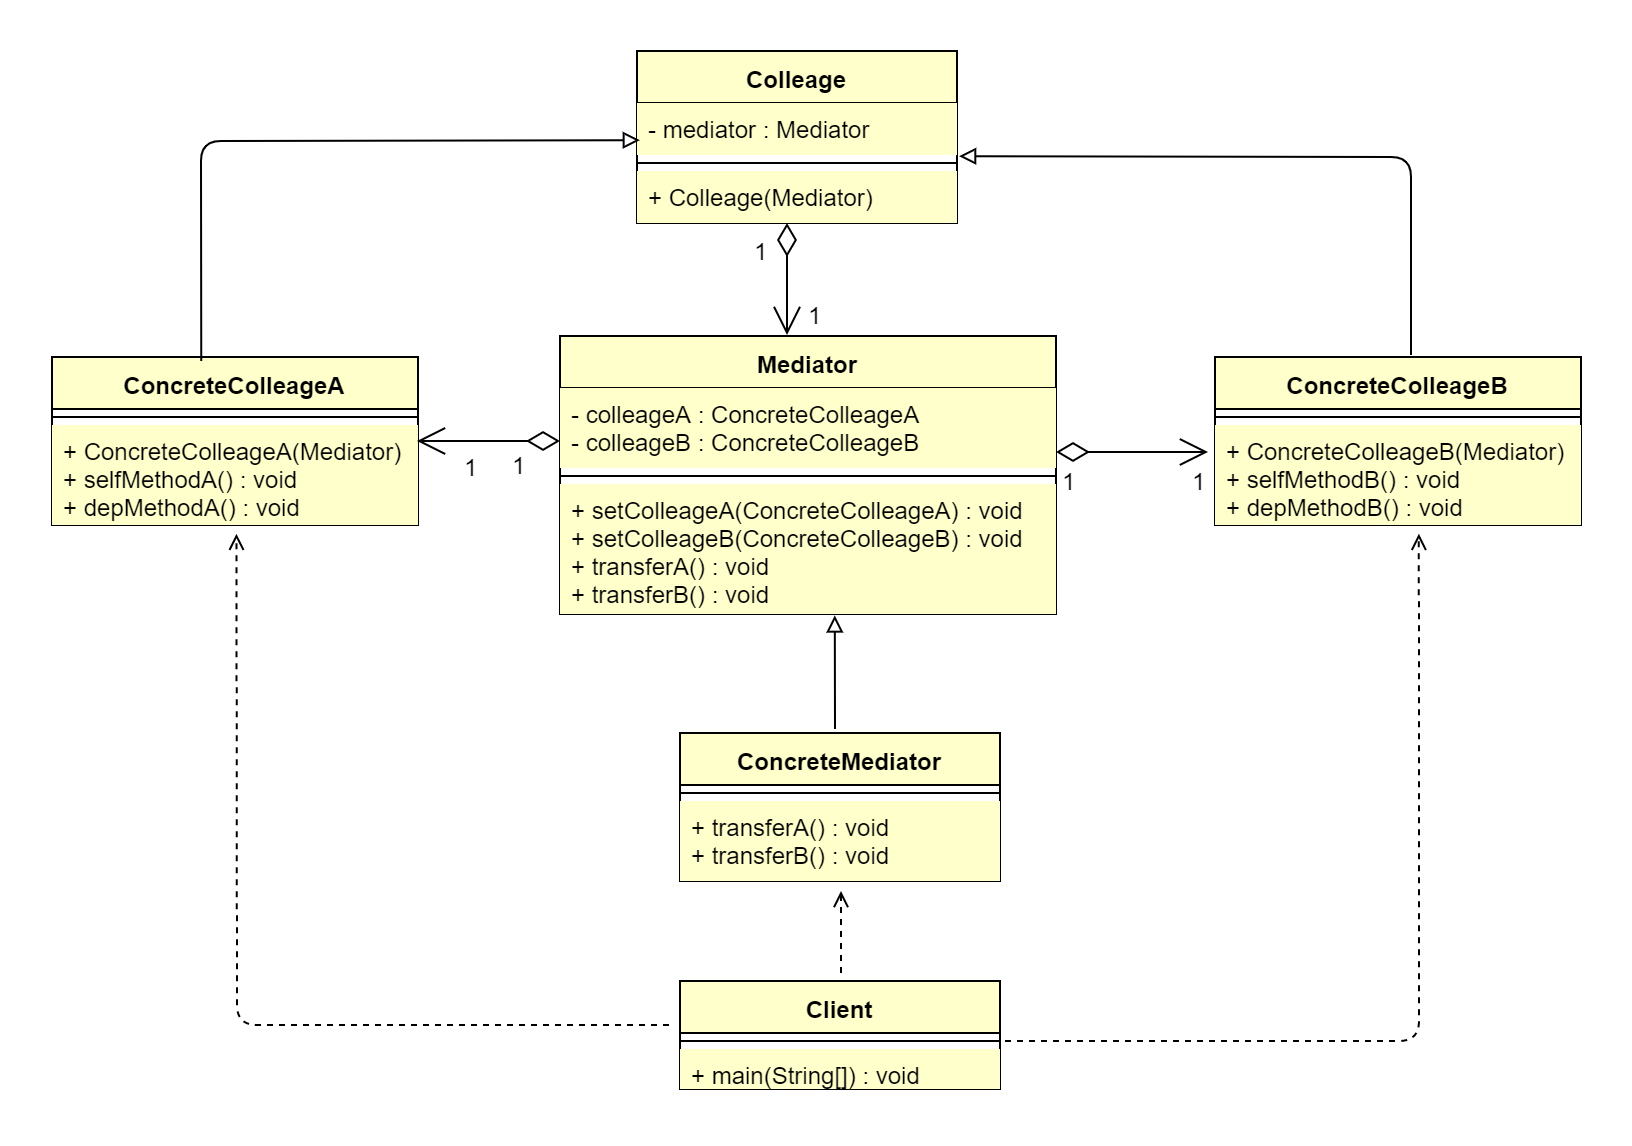 Colleage
- mediator : Mediator
+ Colleage(Mediator)
1
1
ConcreteColleageA
+ ConcreteColleageA(Mediator)
+ selfMethodA() : void
+ depMethodA() : void
1
1
Mediator
- colleageA : ConcreteColleageA
- colleageB : ConcreteColleageB
+ setColleageA(ConcreteColleageA) : void
+ setColleageB(ConcreteColleageB) : void
+ transferA() : void
+ transferB() : void
1
1
ConcreteColleageB
+ ConcreteColleageB(Mediator)
+ selfMethodB() : void
+ depMethodB() : void
ConcreteMediator
+ transferA() : void
+ transferB() : void
Client
+ main(String[]) : void